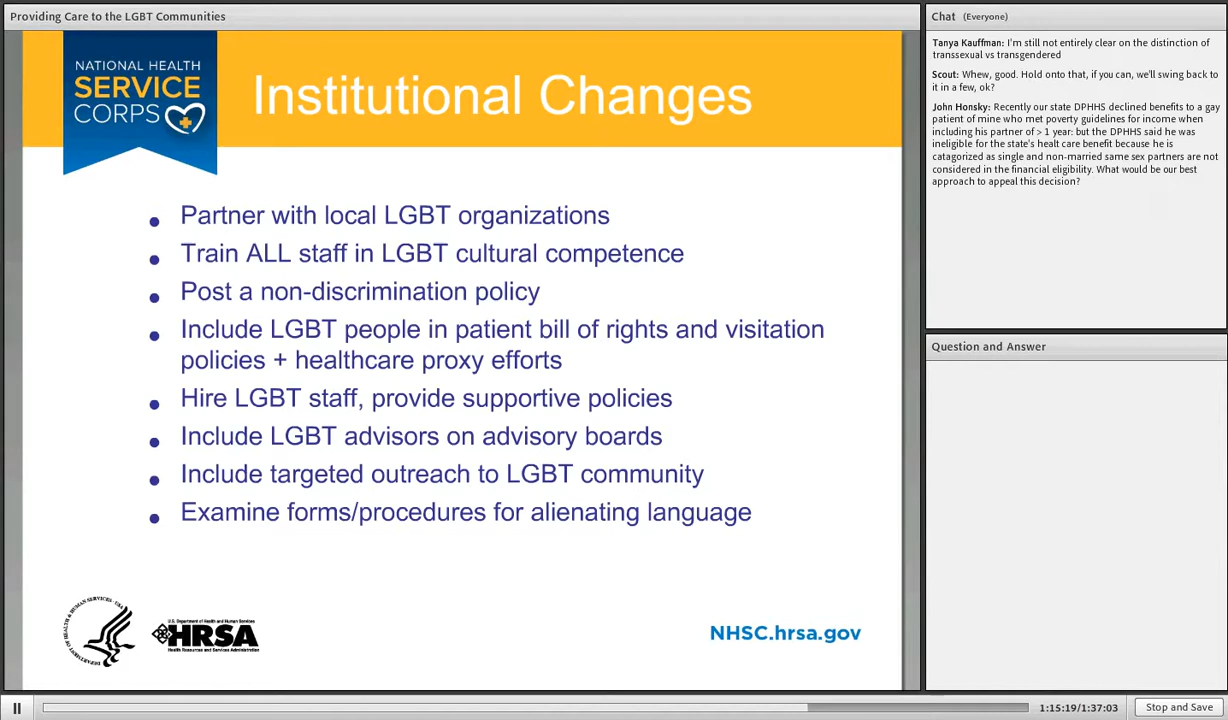 Providing Care to the LGBT Communities
NATIONAL HEALTH
SERVICE
CORPS
Institutional Changes
• Partner with local LGBT organizations
• Train ALL staff in LGBT cultural competence
• Post a non-discrimination policy
• Include LGBT people in patient bill of rights and visitation
policies + healthcare proxy efforts
• Hire LGBT staff, provide supportive policies
• Include LGBT advisors on advisory boards
• Include targeted outreach to LGBT community
• Examine forms/procedures for alienating language
DEPARTMENT OF HEALTH & HUMAN SERVICES · USA
U.S. Department of Health and Human Services
HRSA
Health Resources and Services Administration
NHSC.hrsa.gov
Chat (Everyone)
Tanya Kauffman: I'm still not entirely clear on the distinction of
transsexual vs transgendered
Scout: Whew, good. Hold onto that, if you can, we'll swing back to
it in a few, ok?
John Honsky: Recently our state DPHHS declined benefits to a gay
patient of mine who met poverty guidelines for income when
including his partner of > 1 year: but the DPHHS said he was
ineligible for the state's healt care benefit because he is
catagorized as single and non-married same sex partners are not
considered in the financial eligibility. What would be our best
approach to appeal this decision?
Question and Answer
1:15:19/1:37:03
Stop and Save